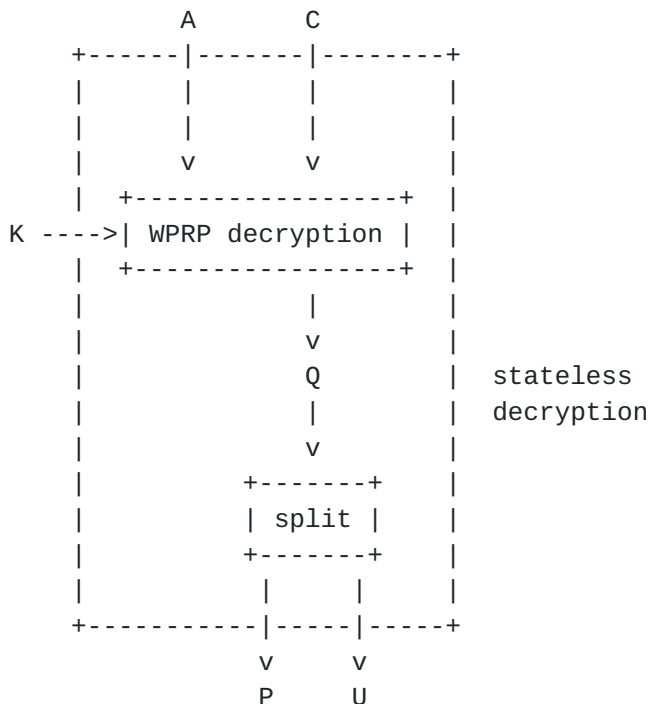 A       C
   +------|-------|--------+
   |      |       |        |
   |      |       |        |
   |      v       v        |
   |  +-----------------+  |
K ---->| WPRP decryption |  |
   |  +-----------------+  |
   |              |        |
   |              v        |
   |              Q        |  stateless
   |              |        |  decryption
   |              v        |
   |          +-------+    |
   |          | split |    |
   |          +-------+    |
   |           |     |     |
   +-----------|-----|-----+
               v     v
               P     U